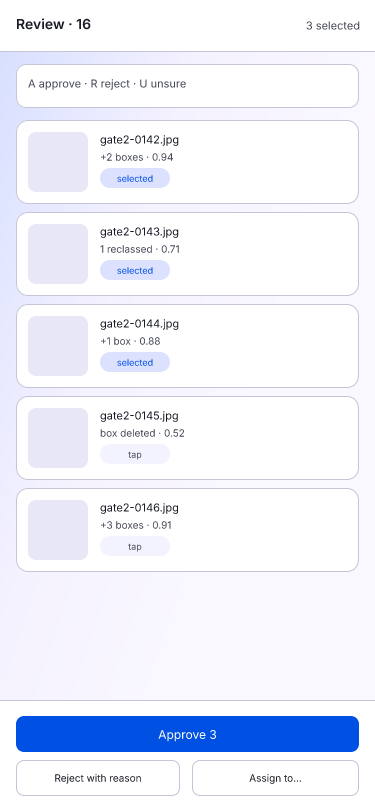 Review · 16
3 selected
A approve · R reject · U unsure
gate2-0142.jpg
+2 boxes · 0.94
selected
gate2-0143.jpg
1 reclassed · 0.71
selected
gate2-0144.jpg
+1 box · 0.88
selected
gate2-0145.jpg
box deleted · 0.52
tap
gate2-0146.jpg
+3 boxes · 0.91
tap
Approve 3
Reject with reason
Assign to...